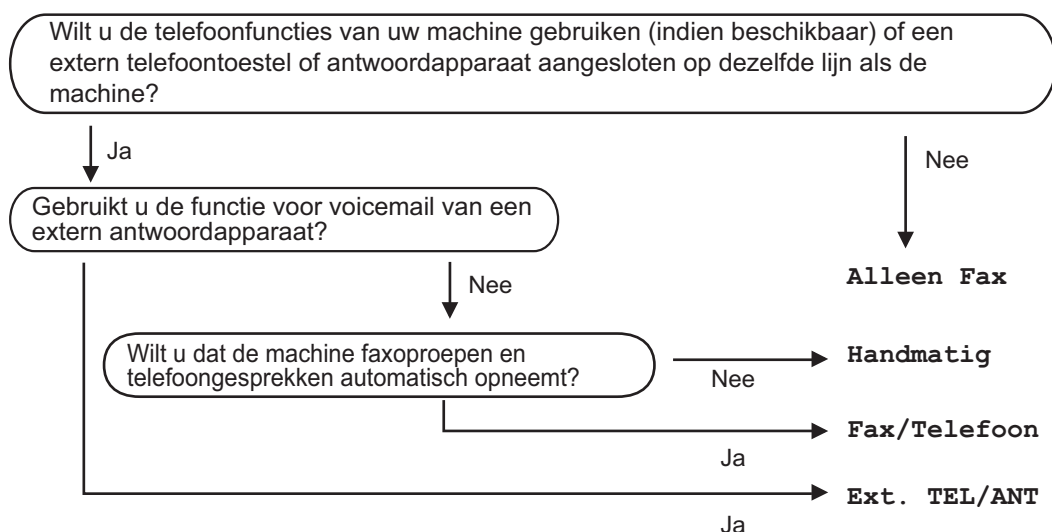 Wilt u de telefoonfuncties van uw machine gebruiken (indien beschikbaar) of een
extern telefoontoestel of antwoordapparaat aangesloten op dezelfde lijn als de
machine?
Ja
Nee
Gebruikt u de functie voor voicemail van een
extern antwoordapparaat?
Nee
Alleen Fax
Wilt u dat de machine faxoproepen en
telefoongesprekken automatisch opneemt?
Nee
Handmatig
Ja
Fax/Telefoon
Ja
Ext. TEL/ANT